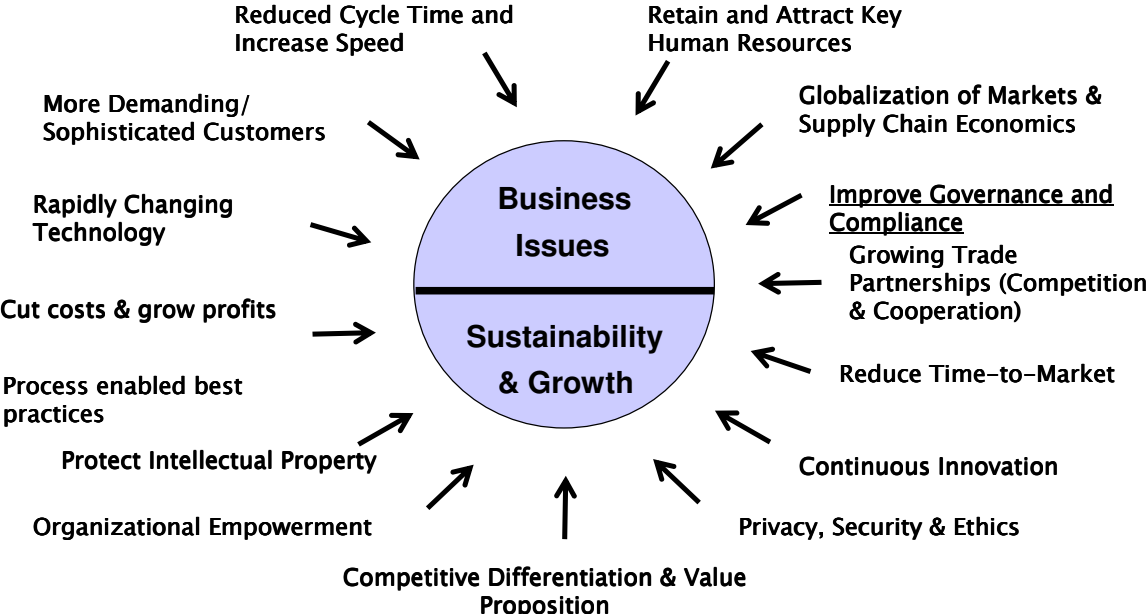 Reduced Cycle Time and
Increase Speed
Retain and Attract Key
Human Resources
More Demanding/
Sophisticated Customers
Globalization of Markets &
Supply Chain Economics
Rapidly Changing
Technology
Improve Governance and
Compliance
Growing Trade
Partnerships (Competition
& Cooperation)
Business
Issues
Sustainability
& Growth
Cut costs & grow profits
Reduce Time-to-Market
Process enabled best
practices
Protect Intellectual Property
Continuous Innovation
Organizational Empowerment
Privacy, Security & Ethics
Competitive Differentiation & Value
Proposition